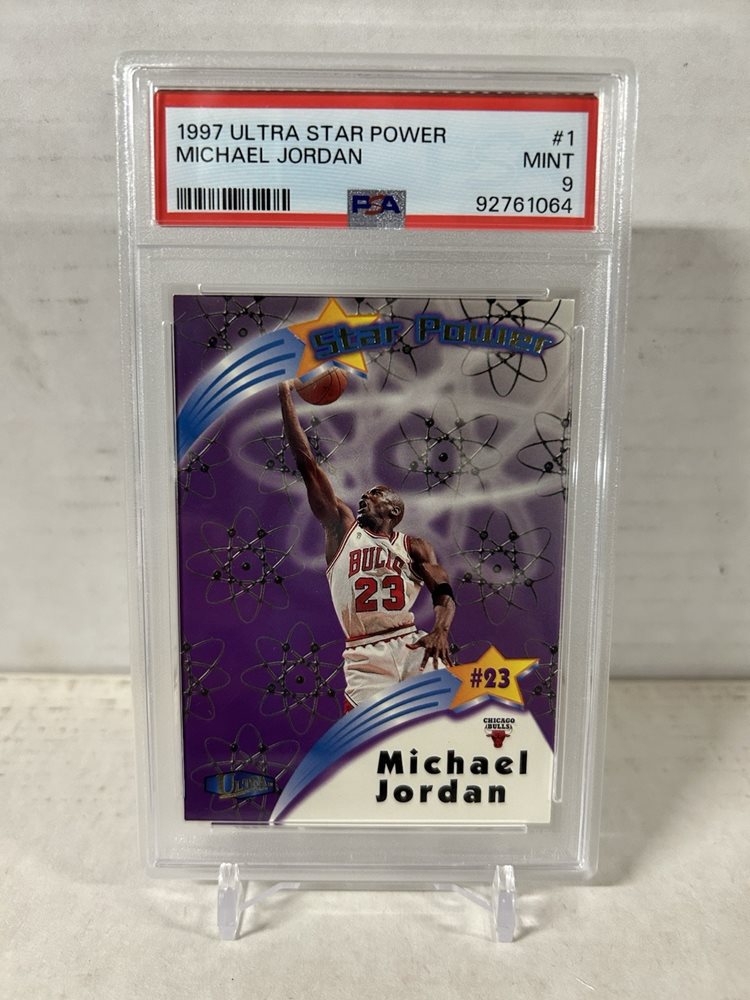 1997 ULTRA STAR POWER #1
MICHAEL JORDAN MINT
9
PSA 92761064
Star Power
BULLS
23
#23
CHICAGO
BULLS
Michael
Jordan
Ultra